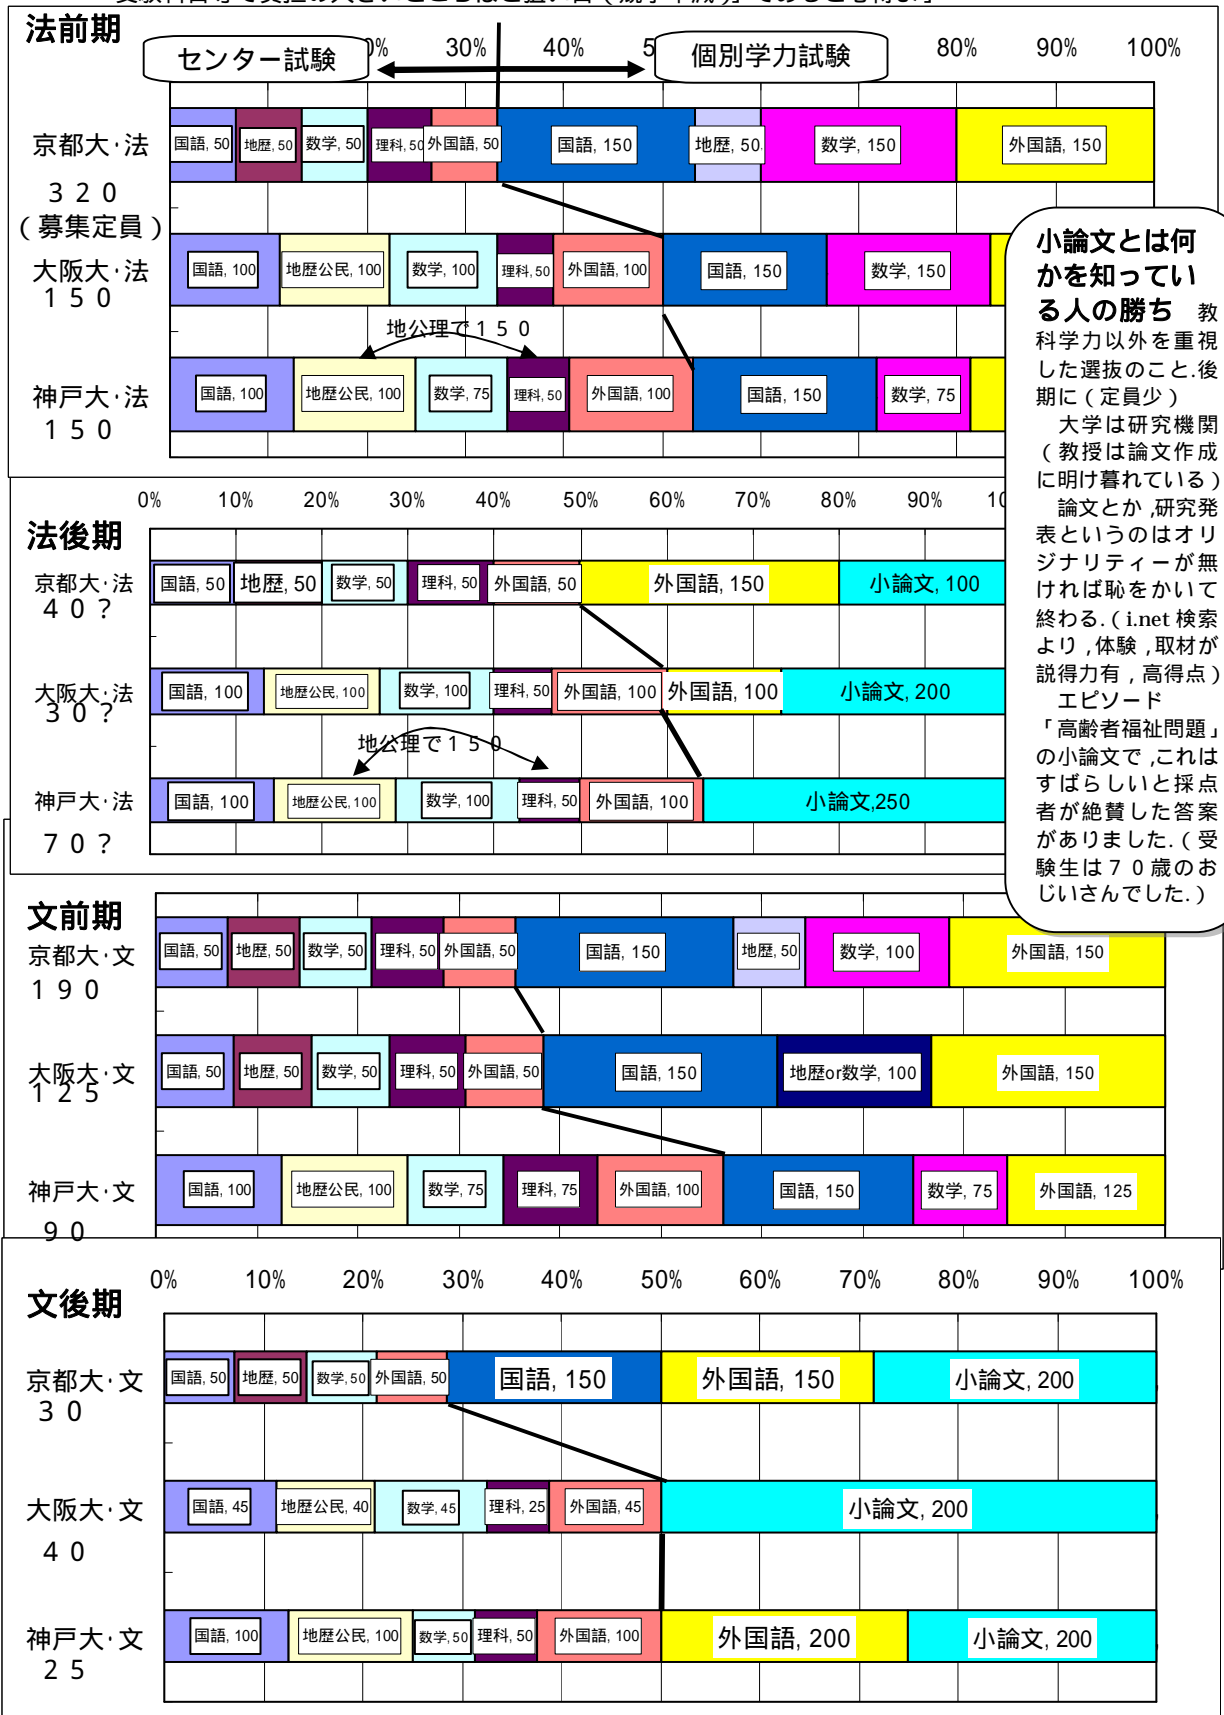 法前期
センター試験
個別学力試験
0%
30%
40%
5
80%
90%
100%
京都大・法
320
(募集定員)
国語, 50
地歴, 50
数学, 50
理科, 50
外国語, 50
国語, 150
地歴, 50
数学, 150
外国語, 150
大阪大・法
150
国語, 100
地歴公民, 100
数学, 100
理科, 50
外国語, 100
国語, 150
数学, 150
地公理で150
神戸大・法
150
国語, 100
地歴公民, 100
数学, 75
理科, 50
外国語, 100
国語, 150
数学, 75
小論文とは何
かを知ってい
る人の勝ち 教
科学力以外を重視
した選抜のこと.後
期に(定員少)
大学は研究機関
(教授は論文作成
に明け暮れている)
論文とか,研究発
表というのはオリ
ジナリティーが無
ければ恥をかいて
終わる.(i.net 検索
より,体験,取材が
説得力有,高得点)
エピソード
「高齢者福祉問題」
の小論文で,これは
すばらしいと採点
者が絶賛した答案
がありました.(受
験生は70歳のお
じいさんでした.)
0% 10% 20% 30% 40% 50% 60% 70% 80% 90% 10
法後期
京都大・法
40?
国語, 50
地歴, 50
数学, 50
理科, 50
外国語, 50
外国語, 150
小論文, 100
大阪大・法
30?
国語, 100
地歴公民, 100
数学, 100
理科, 50
外国語, 100
外国語, 100
小論文, 200
地公理で150
神戸大・法
70?
国語, 100
地歴公民, 100
数学, 100
理科, 50
外国語, 100
小論文,250
文前期
京都大・文
190
国語, 50
地歴, 50
数学, 50
理科, 50
外国語, 50
国語, 150
地歴, 50
数学, 100
外国語, 150
大阪大・文
125
国語, 50
地歴, 50
数学, 50
理科, 50
外国語, 50
国語, 150
地歴or数学, 100
外国語, 150
神戸大・文
90
国語, 100
地歴公民, 100
数学, 75
理科, 75
外国語, 100
国語, 150
数学, 75
外国語, 125
0% 10% 20% 30% 40% 50% 60% 70% 80% 90% 100%
文後期
京都大・文
30
国語, 50
地歴, 50
数学, 50
外国語, 50
国語, 150
外国語, 150
小論文, 200
大阪大・文
40
国語, 45
地歴公民, 40
数学, 45
理科, 25
外国語, 45
小論文, 200
神戸大・文
25
国語, 100
地歴公民, 100
数学, 50
理科, 50
外国語, 100
外国語, 200
小論文, 200